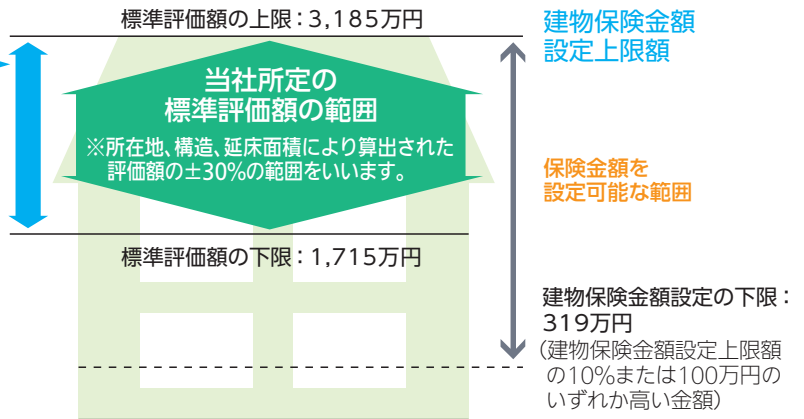 標準評価額の上限：3,185万円
建物保険金額
設定上限額
当社所定の
標準評価額の範囲
※所在地、構造、延床面積により算出された
評価額の±30%の範囲をいいます。
保険金額を
設定可能な範囲
標準評価額の下限：1,715万円
建物保険金額設定の下限：
319万円
（建物保険金額設定上限額
の10%または100万円の
いずれか高い金額）